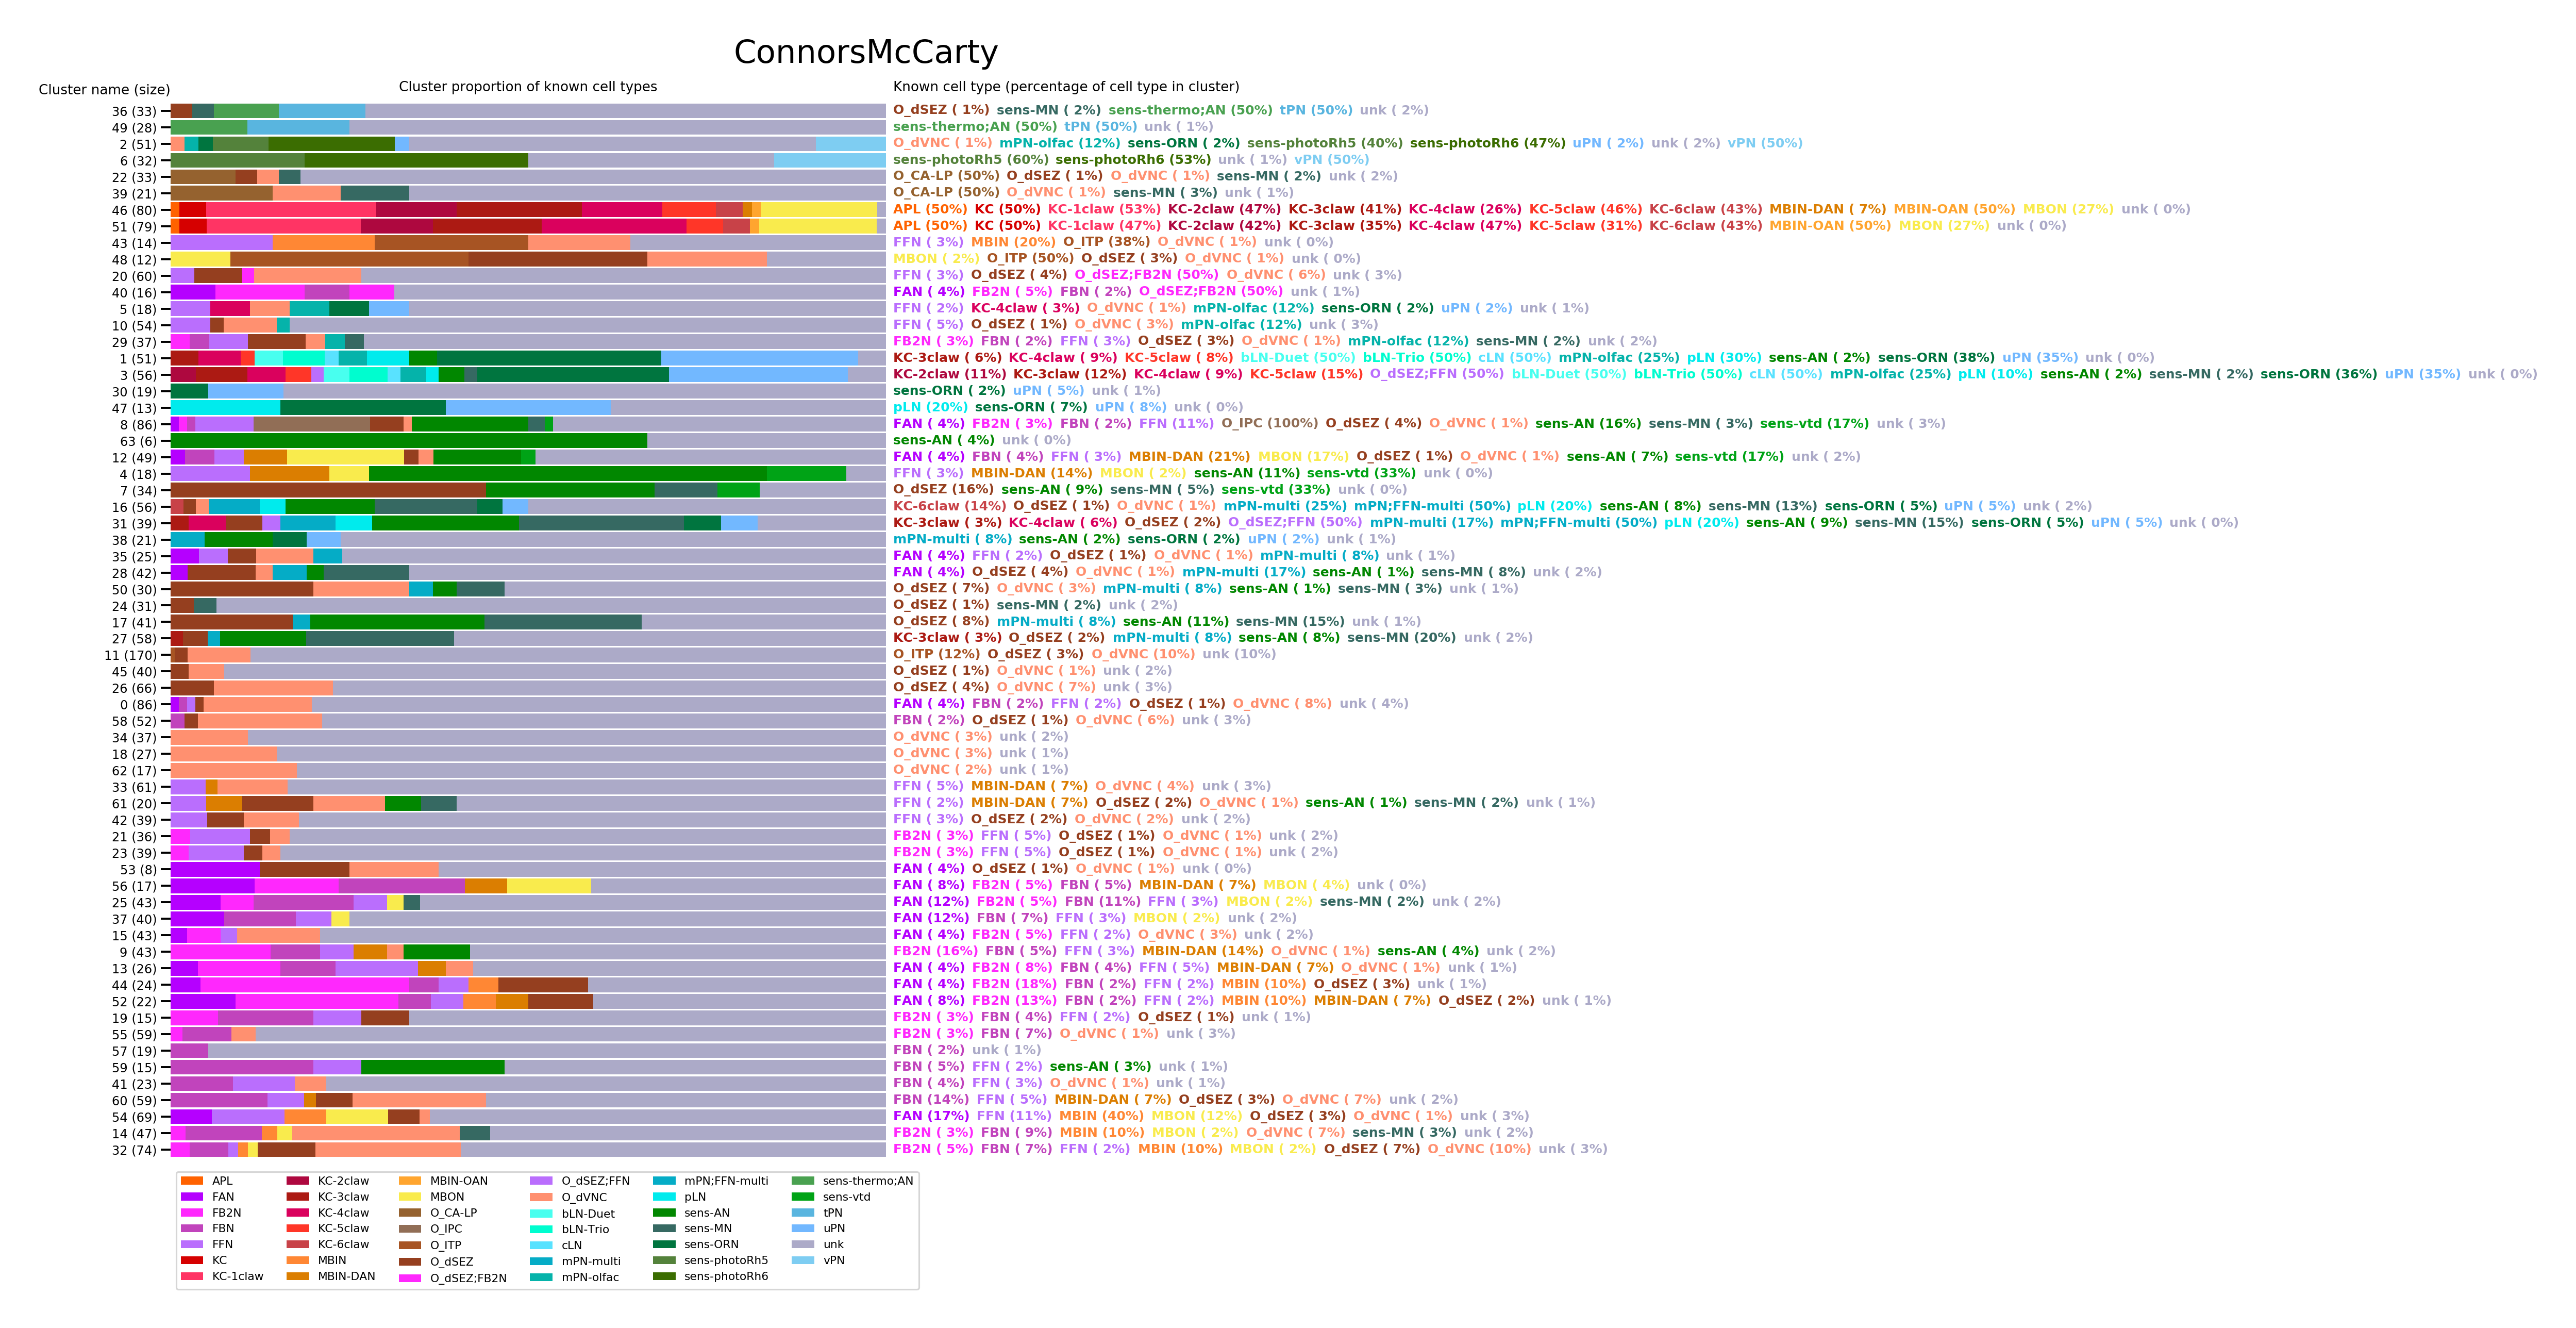 ConnorsMcCarty
Cluster name (size) Cluster proportion of known cell types Known cell type (percentage of cell type in cluster)
36 (33) O_dSEZ ( 1%) sens-MN ( 2%) sens-thermo;AN (50%) tPN (50%) unk ( 2%)
49 (28) sens-thermo;AN (50%) tPN (50%) unk ( 1%)
2 (51) O_dVNC ( 1%) mPN-olfac (12%) sens-ORN ( 2%) sens-photoRh5 (40%) sens-photoRh6 (47%) uPN ( 2%) unk ( 2%) vPN (50%)
6 (32) sens-photoRh5 (60%) sens-photoRh6 (53%) unk ( 1%) vPN (50%)
22 (33) O_CA-LP (50%) O_dSEZ ( 1%) O_dVNC ( 1%) sens-MN ( 2%) unk ( 2%)
39 (21) O_CA-LP (50%) O_dVNC ( 1%) sens-MN ( 3%) unk ( 1%)
46 (80) APL (50%) KC (50%) KC-1claw (53%) KC-2claw (47%) KC-3claw (41%) KC-4claw (26%) KC-5claw (46%) KC-6claw (43%) MBIN-DAN ( 7%) MBIN-OAN (50%) MBON (27%) unk ( 0%)
51 (79) APL (50%) KC (50%) KC-1claw (47%) KC-2claw (42%) KC-3claw (35%) KC-4claw (47%) KC-5claw (31%) KC-6claw (43%) MBIN-OAN (50%) MBON (27%) unk ( 0%)
43 (14) FFN ( 3%) MBIN (20%) O_ITP (38%) O_dVNC ( 1%) unk ( 0%)
48 (12) MBON ( 2%) O_ITP (50%) O_dSEZ ( 3%) O_dVNC ( 1%) unk ( 0%)
20 (60) FFN ( 3%) O_dSEZ ( 4%) O_dSEZ;FB2N (50%) O_dVNC ( 6%) unk ( 3%)
40 (16) FAN ( 4%) FB2N ( 5%) FBN ( 2%) O_dSEZ;FB2N (50%) unk ( 1%)
5 (18) FFN ( 2%) KC-4claw ( 3%) O_dVNC ( 1%) mPN-olfac (12%) sens-ORN ( 2%) uPN ( 2%) unk ( 1%)
10 (54) FFN ( 5%) O_dSEZ ( 1%) O_dVNC ( 3%) mPN-olfac (12%) unk ( 3%)
29 (37) FB2N ( 3%) FBN ( 2%) FFN ( 3%) O_dSEZ ( 3%) O_dVNC ( 1%) mPN-olfac (12%) sens-MN ( 2%) unk ( 2%)
1 (51) KC-3claw ( 6%) KC-4claw ( 9%) KC-5claw ( 8%) bLN-Duet (50%) bLN-Trio (50%) cLN (50%) mPN-olfac (25%) pLN (30%) sens-AN ( 2%) sens-ORN (38%) uPN (35%) unk ( 0%)
3 (56) KC-2claw (11%) KC-3claw (12%) KC-4claw ( 9%) KC-5claw (15%) O_dSEZ;FFN (50%) bLN-Duet (50%) bLN-Trio (50%) cLN (50%) mPN-olfac (25%) pLN (10%) sens-AN ( 2%) sens-MN ( 2%) sens-ORN (36%) uPN (35%) unk ( 0%)
30 (19) sens-ORN ( 2%) uPN ( 5%) unk ( 1%)
47 (13) pLN (20%) sens-ORN ( 7%) uPN ( 8%) unk ( 0%)
8 (86) FAN ( 4%) FB2N ( 3%) FBN ( 2%) FFN (11%) O_IPC (100%) O_dSEZ ( 4%) O_dVNC ( 1%) sens-AN (16%) sens-MN ( 3%) sens-vtd (17%) unk ( 3%)
63 (6) sens-AN ( 4%) unk ( 0%)
12 (49) FAN ( 4%) FBN ( 4%) FFN ( 3%) MBIN-DAN (21%) MBON (17%) O_dSEZ ( 1%) O_dVNC ( 1%) sens-AN ( 7%) sens-vtd (17%) unk ( 2%)
4 (18) FFN ( 3%) MBIN-DAN (14%) MBON ( 2%) sens-AN (11%) sens-vtd (33%) unk ( 0%)
7 (34) O_dSEZ (16%) sens-AN ( 9%) sens-MN ( 5%) sens-vtd (33%) unk ( 0%)
16 (56) KC-6claw (14%) O_dSEZ ( 1%) O_dVNC ( 1%) mPN-multi (25%) mPN;FFN-multi (50%) pLN (20%) sens-AN ( 8%) sens-MN (13%) sens-ORN ( 5%) uPN ( 5%) unk ( 2%)
31 (39) KC-3claw ( 3%) KC-4claw ( 6%) O_dSEZ ( 2%) O_dSEZ;FFN (50%) mPN-multi (17%) mPN;FFN-multi (50%) pLN (20%) sens-AN ( 9%) sens-MN (15%) sens-ORN ( 5%) uPN ( 5%) unk ( 0%)
38 (21) mPN-multi ( 8%) sens-AN ( 2%) sens-ORN ( 2%) uPN ( 2%) unk ( 1%)
35 (25) FAN ( 4%) FFN ( 2%) O_dSEZ ( 1%) O_dVNC ( 1%) mPN-multi ( 8%) unk ( 1%)
28 (42) FAN ( 4%) O_dSEZ ( 4%) O_dVNC ( 1%) mPN-multi (17%) sens-AN ( 1%) sens-MN ( 8%) unk ( 2%)
50 (30) O_dSEZ ( 7%) O_dVNC ( 3%) mPN-multi ( 8%) sens-AN ( 1%) sens-MN ( 3%) unk ( 1%)
24 (31) O_dSEZ ( 1%) sens-MN ( 2%) unk ( 2%)
17 (41) O_dSEZ ( 8%) mPN-multi ( 8%) sens-AN (11%) sens-MN (15%) unk ( 1%)
27 (58) KC-3claw ( 3%) O_dSEZ ( 2%) mPN-multi ( 8%) sens-AN ( 8%) sens-MN (20%) unk ( 2%)
11 (170) O_ITP (12%) O_dSEZ ( 3%) O_dVNC (10%) unk (10%)
45 (40) O_dSEZ ( 1%) O_dVNC ( 1%) unk ( 2%)
26 (66) O_dSEZ ( 4%) O_dVNC ( 7%) unk ( 3%)
0 (86) FAN ( 4%) FBN ( 2%) FFN ( 2%) O_dSEZ ( 1%) O_dVNC ( 8%) unk ( 4%)
58 (52) FBN ( 2%) O_dSEZ ( 1%) O_dVNC ( 6%) unk ( 3%)
34 (37) O_dVNC ( 3%) unk ( 2%)
18 (27) O_dVNC ( 3%) unk ( 1%)
62 (17) O_dVNC ( 2%) unk ( 1%)
33 (61) FFN ( 5%) MBIN-DAN ( 7%) O_dVNC ( 4%) unk ( 3%)
61 (20) FFN ( 2%) MBIN-DAN ( 7%) O_dSEZ ( 2%) O_dVNC ( 1%) sens-AN ( 1%) sens-MN ( 2%) unk ( 1%)
42 (39) FFN ( 3%) O_dSEZ ( 2%) O_dVNC ( 2%) unk ( 2%)
21 (36) FB2N ( 3%) FFN ( 5%) O_dSEZ ( 1%) O_dVNC ( 1%) unk ( 2%)
23 (39) FB2N ( 3%) FFN ( 5%) O_dSEZ ( 1%) O_dVNC ( 1%) unk ( 2%)
53 (8) FAN ( 4%) O_dSEZ ( 1%) O_dVNC ( 1%) unk ( 0%)
56 (17) FAN ( 8%) FB2N ( 5%) FBN ( 5%) MBIN-DAN ( 7%) MBON ( 4%) unk ( 0%)
25 (43) FAN (12%) FB2N ( 5%) FBN (11%) FFN ( 3%) MBON ( 2%) sens-MN ( 2%) unk ( 2%)
37 (40) FAN (12%) FBN ( 7%) FFN ( 3%) MBON ( 2%) unk ( 2%)
15 (43) FAN ( 4%) FB2N ( 5%) FFN ( 2%) O_dVNC ( 3%) unk ( 2%)
9 (43) FB2N (16%) FBN ( 5%) FFN ( 3%) MBIN-DAN (14%) O_dVNC ( 1%) sens-AN ( 4%) unk ( 2%)
13 (26) FAN ( 4%) FB2N ( 8%) FBN ( 4%) FFN ( 5%) MBIN-DAN ( 7%) O_dVNC ( 1%) unk ( 1%)
44 (24) FAN ( 4%) FB2N (18%) FBN ( 2%) FFN ( 2%) MBIN (10%) O_dSEZ ( 3%) unk ( 1%)
52 (22) FAN ( 8%) FB2N (13%) FBN ( 2%) FFN ( 2%) MBIN (10%) MBIN-DAN ( 7%) O_dSEZ ( 2%) unk ( 1%)
19 (15) FB2N ( 3%) FBN ( 4%) FFN ( 2%) O_dSEZ ( 1%) unk ( 1%)
55 (59) FB2N ( 3%) FBN ( 7%) O_dVNC ( 1%) unk ( 3%)
57 (19) FBN ( 2%) unk ( 1%)
59 (15) FBN ( 5%) FFN ( 2%) sens-AN ( 3%) unk ( 1%)
41 (23) FBN ( 4%) FFN ( 3%) O_dVNC ( 1%) unk ( 1%)
60 (59) FBN (14%) FFN ( 5%) MBIN-DAN ( 7%) O_dSEZ ( 3%) O_dVNC ( 7%) unk ( 2%)
54 (69) FAN (17%) FFN (11%) MBIN (40%) MBON (12%) O_dSEZ ( 3%) O_dVNC ( 1%) unk ( 3%)
14 (47) FB2N ( 3%) FBN ( 9%) MBIN (10%) MBON ( 2%) O_dVNC ( 7%) sens-MN ( 3%) unk ( 2%)
32 (74) FB2N ( 5%) FBN ( 7%) FFN ( 2%) MBIN (10%) MBON ( 2%) O_dSEZ ( 7%) O_dVNC (10%) unk ( 3%)
APL KC-2claw MBIN-OAN O_dSEZ;FFN mPN;FFN-multi sens-thermo;AN
FAN KC-3claw MBON O_dVNC pLN sens-vtd
FB2N KC-4claw O_CA-LP bLN-Duet sens-AN tPN
FBN KC-5claw O_IPC bLN-Trio sens-MN uPN
FFN KC-6claw O_ITP cLN sens-ORN unk
KC MBIN O_dSEZ mPN-multi sens-photoRh5 vPN
KC-1claw MBIN-DAN O_dSEZ;FB2N mPN-olfac sens-photoRh6